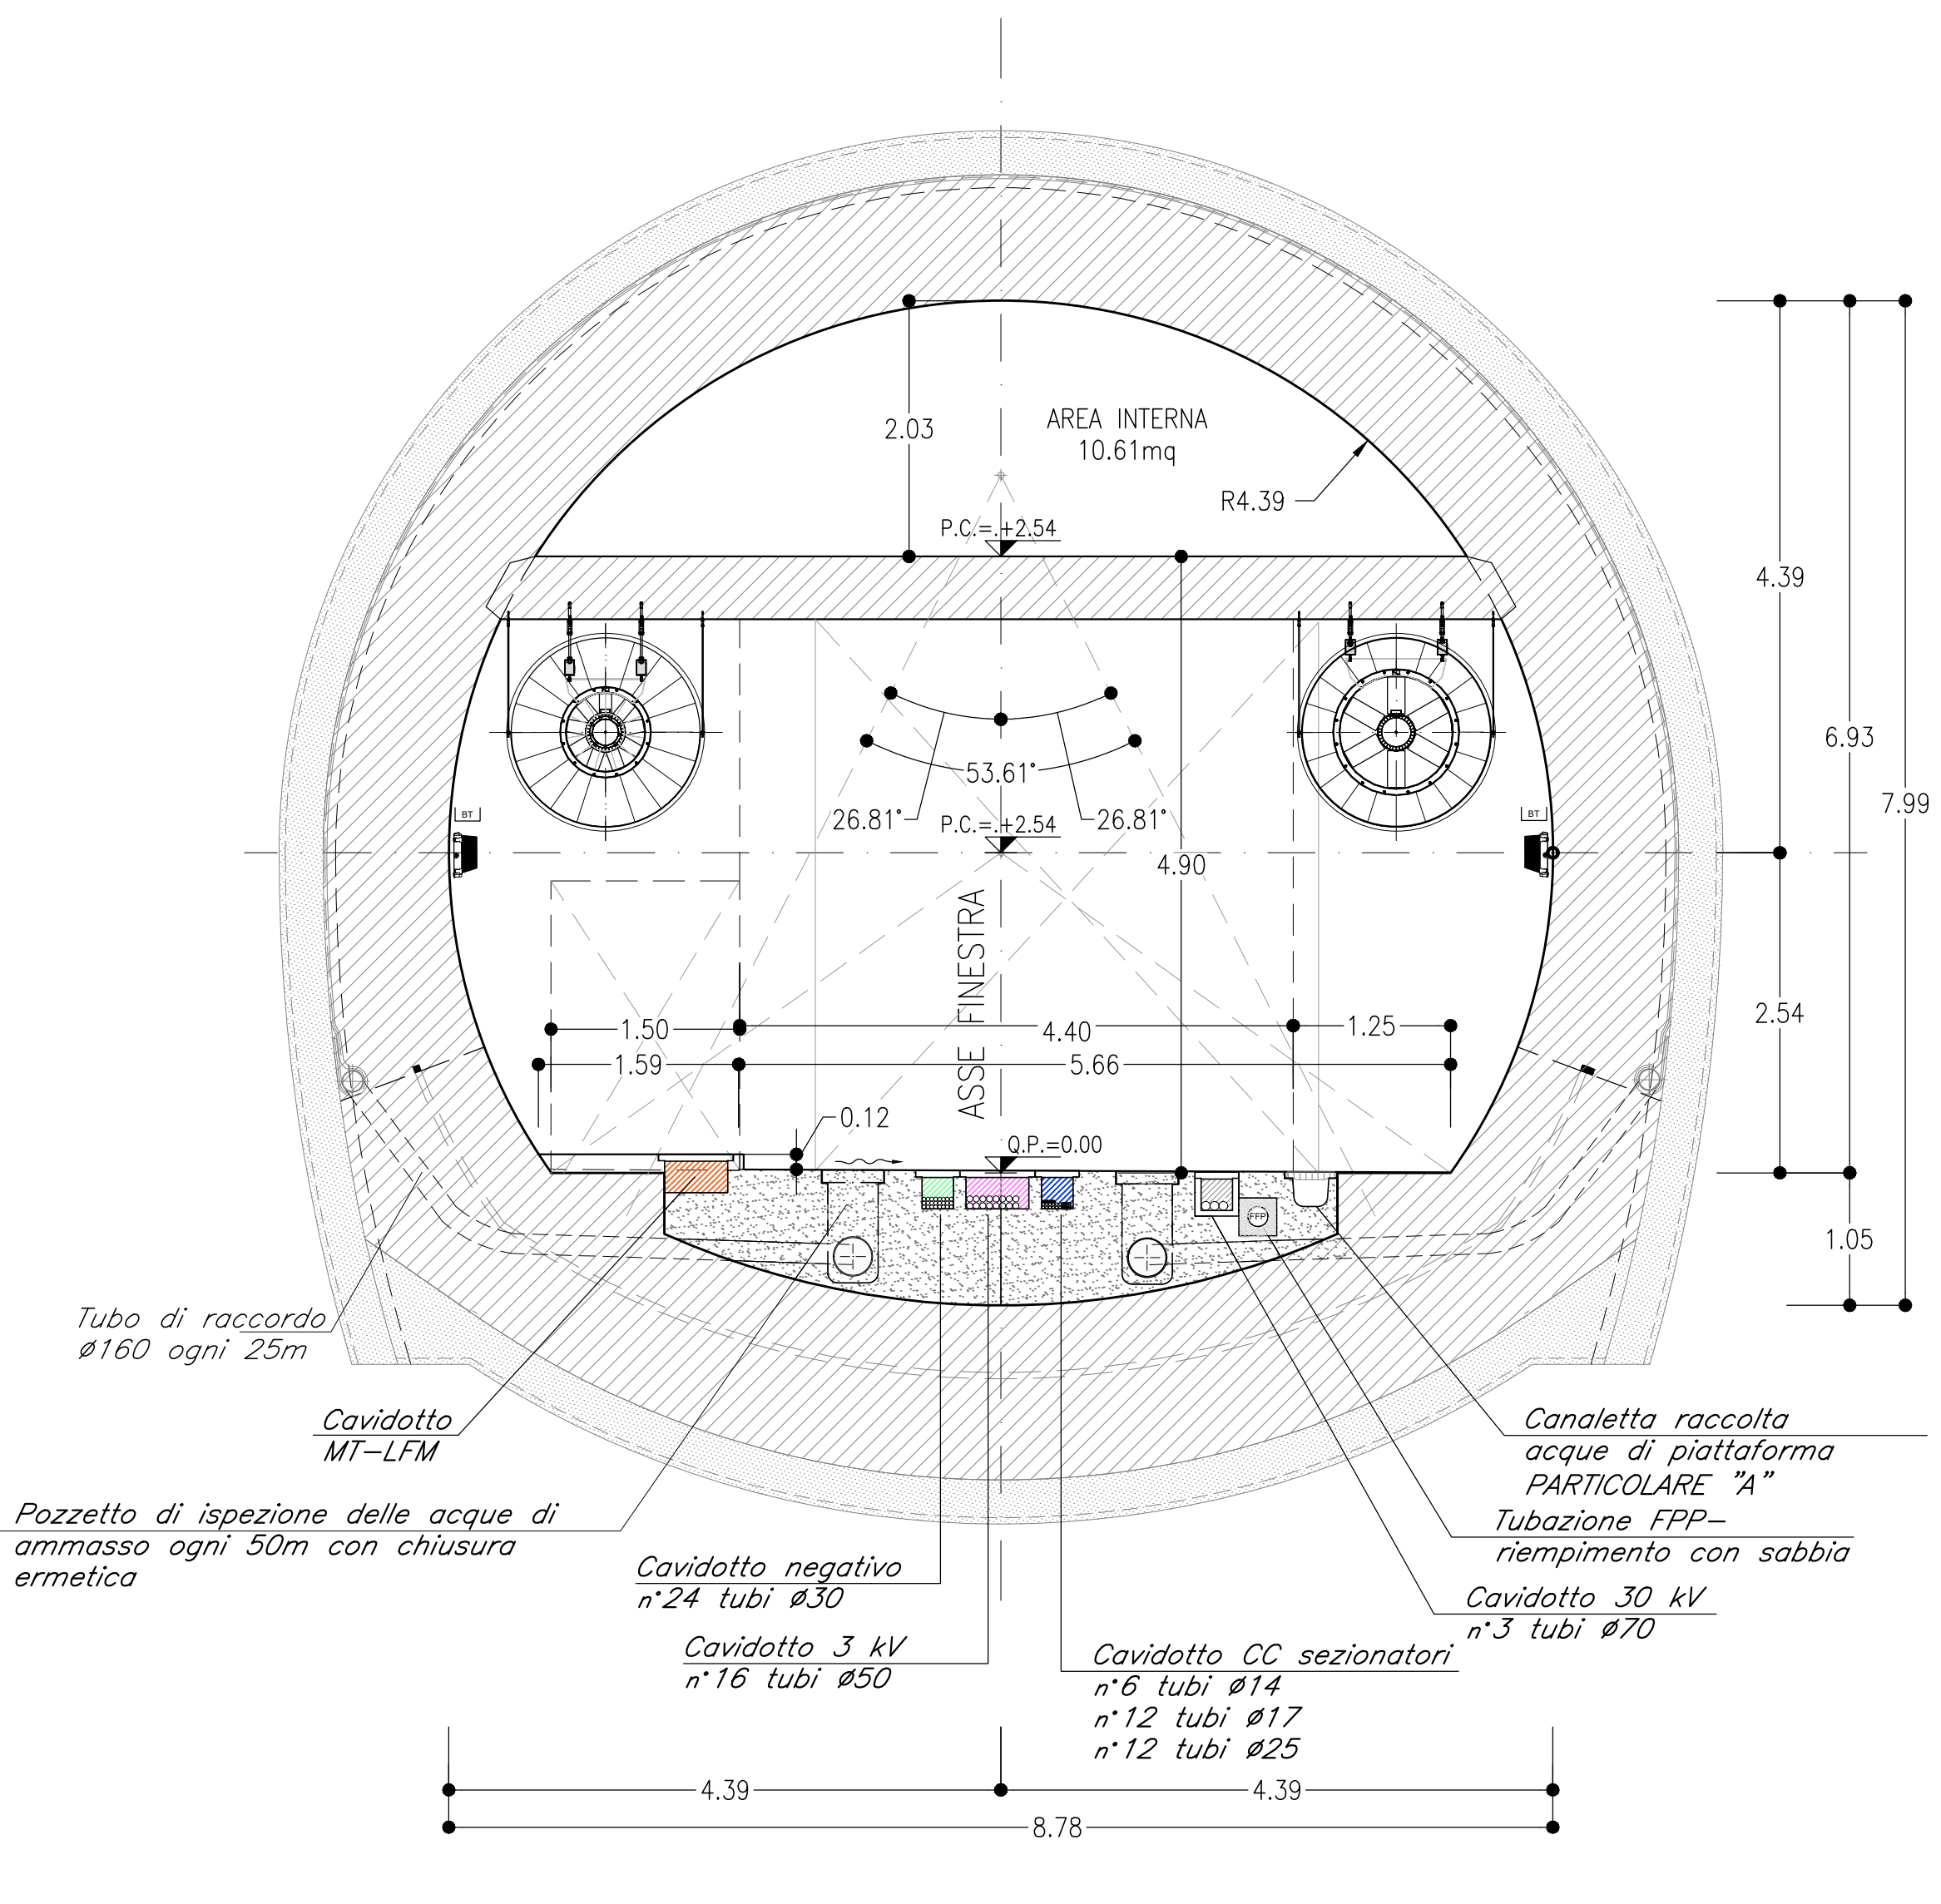 2.03
AREA INTERNA
10.61mq
R4.39
P.C.=.+2.54
4.39
6.93
7.99
53.61°
26.81°
26.81°
P.C.=.+2.54
BT
BT
4.90
ASSE FINESTRA
2.54
1.50
4.40
1.25
1.59
5.66
0.12
Q.P.=0.00
FFP
1.05
Tubo di raccordo
ø160 ogni 25m
Cavidotto
MT-LFM
Canaletta raccolta
acque di piattaforma
PARTICOLARE "A"
Pozzetto di ispezione delle acque di
ammasso ogni 50m con chiusura
ermetica
Tubazione FPP-
riempimento con sabbia
Cavidotto negativo
n°24 tubi ø30
Cavidotto 30 kV
n°3 tubi ø70
Cavidotto 3 kV
n°16 tubi ø50
Cavidotto CC sezionatori
n°6 tubi ø14
n°12 tubi ø17
n°12 tubi ø25
4.39
4.39
8.78